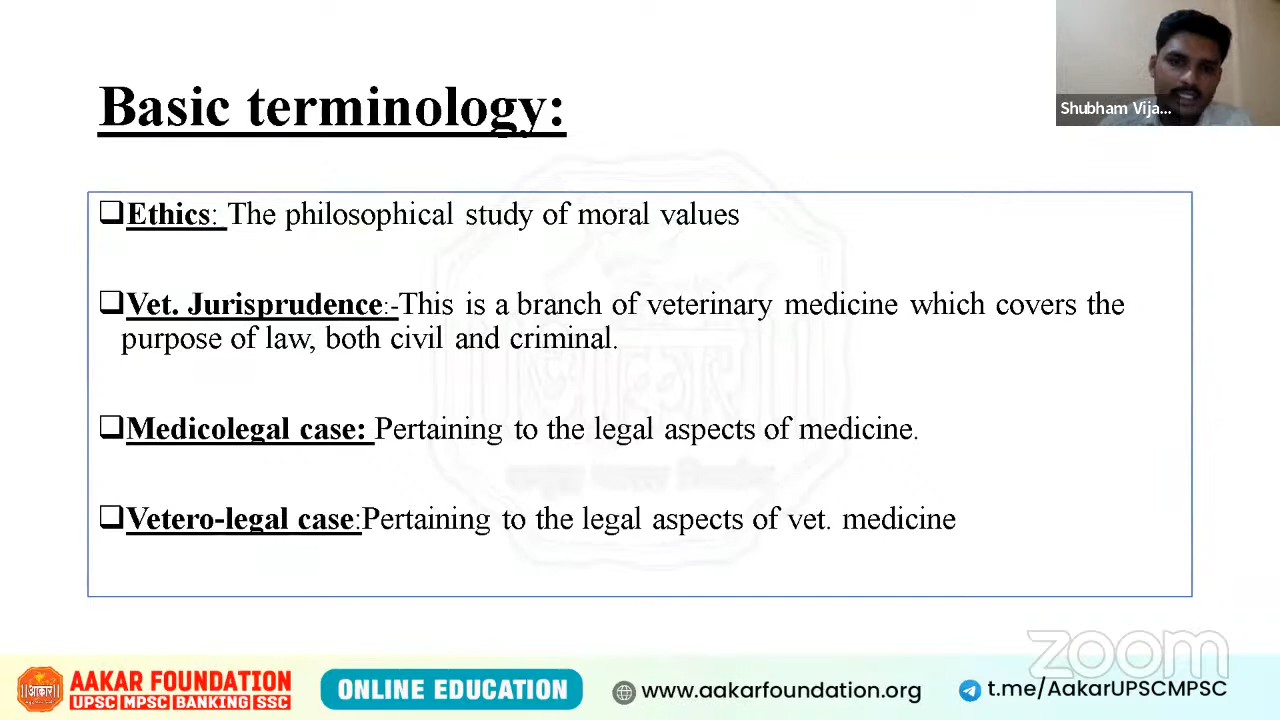 Basic terminology:
Shubham Vija...
❑Ethics: The philosophical study of moral values
❑Vet. Jurisprudence:-This is a branch of veterinary medicine which covers the
purpose of law, both civil and criminal.
❑Medicolegal case: Pertaining to the legal aspects of medicine.
❑Vetero-legal case:Pertaining to the legal aspects of vet. medicine
zoom
आकार
AAKAR FOUNDATION
UPSC MPSC BANKING SSC
ONLINE EDUCATION
www.aakarfoundation.org
t.me/AakarUPSCMPSC